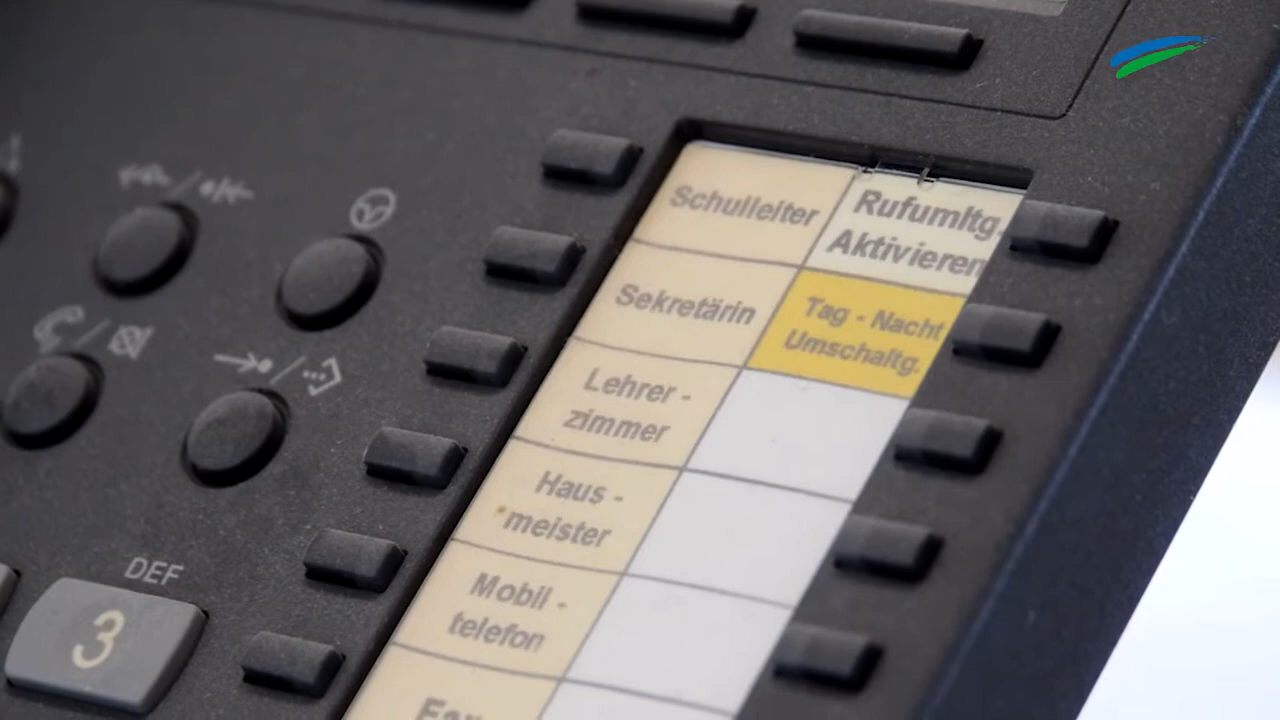 Schulleiter
Rufumltg.
Aktivieren
Sekretärin
Tag - Nacht
Umschaltg.
Lehrer -
zimmer
Haus -
meister
Mobil -
telefon
DEF
3